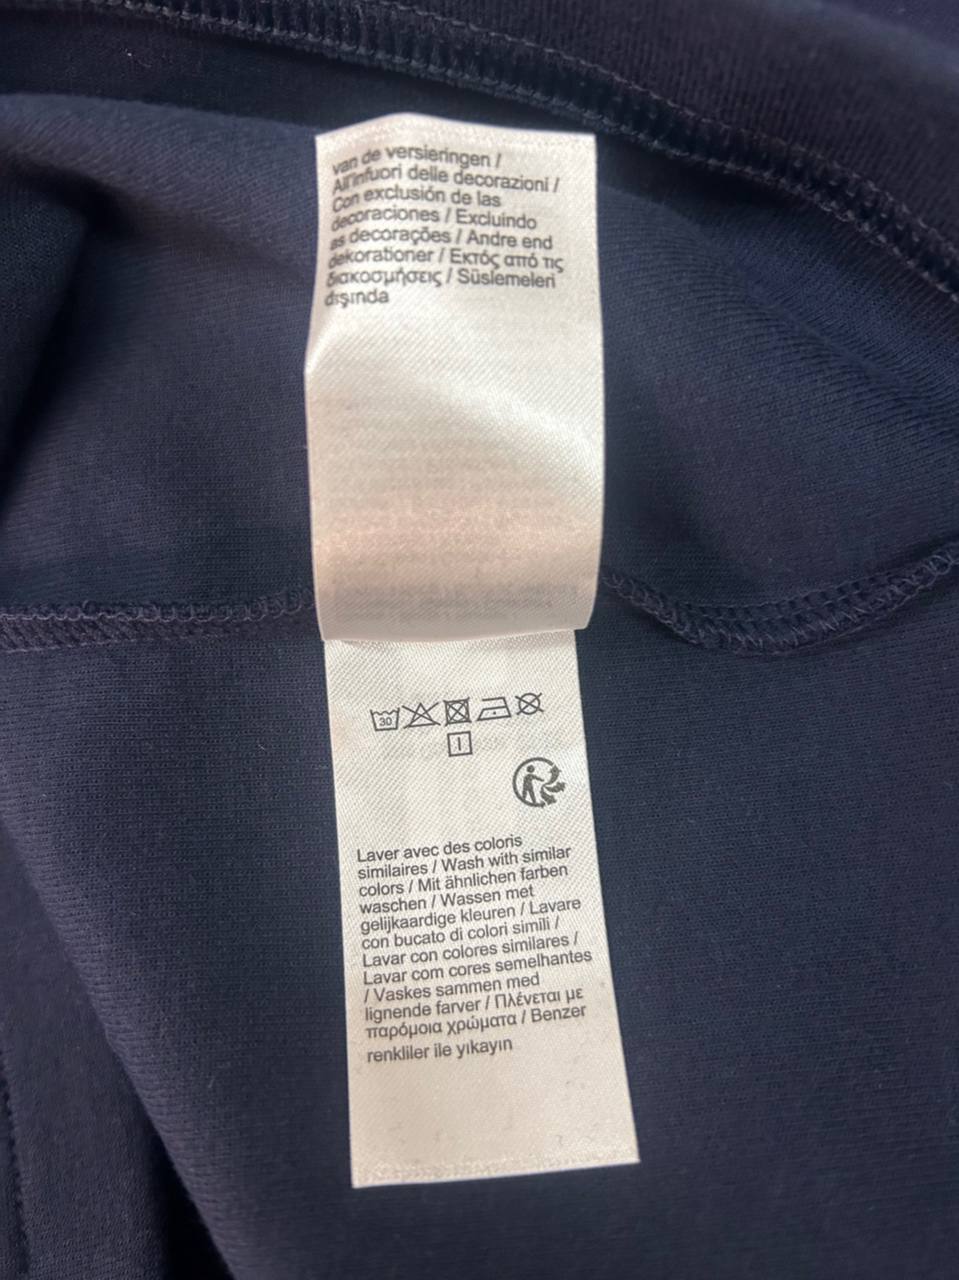 van de versieringen /
All'infuori delle decorazioni /
Con exclusión de las
decoraciones / Excluindo
as decorações / Andre end
dekorationer / Εκτός από τις
διακοσμήσεις / Süslemeleri
dışında
30
Laver avec des coloris
similaires / Wash with similar
colors / Mit ähnlichen farben
waschen / Wassen met
gelijkaardige kleuren / Lavare
con bucato di colori simili /
Lavar con colores similares /
Lavar com cores semelhantes
/ Vaskes sammen med
lignende farver / Πλένεται με
παρόμοια χρώματα / Benzer
renkliler ile yıkayın